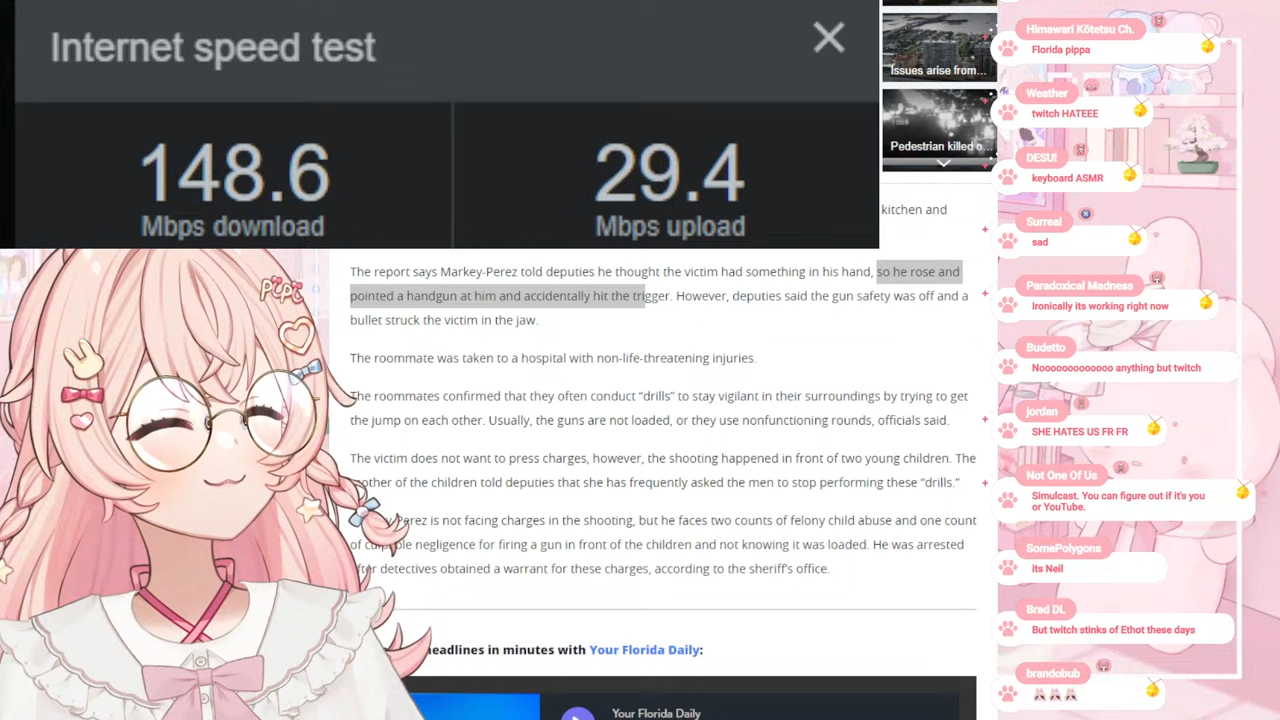 Internet speed test
148.6
Mbps download
29.4
Mbps upload
Issues arise from...
Pedestrian killed o...
kitchen and
The report says Markey-Perez told deputies he thought the victim had something in his hand, so he rose and
pointed a handgun at him and accidentally hit the trigger. However, deputies said the gun safety was off and a
bullet struck the victim in the jaw.
The roommate was taken to a hospital with non-life-threatening injuries.
The roommates confirmed that they often conduct “drills” to stay vigilant in their surroundings by trying to get
the jump on each other. Usually, the guns are not loaded, or they use nonfunctioning rounds, officials said.
The victim does not want to press charges, however, the shooting happened in front of two young children. The
other of the children told deputies that she has frequently asked the men to stop performing these “drills.”
Perez is not facing charges in the shooting, but he faces two counts of felony child abuse and one count
of negligence for firing a gun in front of the children and not knowing it was loaded. He was arrested
detectives obtained a warrant for these charges, according to the sheriff’s office.
headlines in minutes with Your Florida Daily:
Your Florida Daily
PiPi
Himawari Kōtetsu Ch.
Florida pippa
Weather
twitch HATEEE
DESUI
keyboard ASMR
Surreal
sad
Paradoxical Madness
Ironically its working right now
Budetto
Nooooooooooooo anything but twitch
jordan
SHE HATES US FR FR
Not One Of Us
Simulcast. You can figure out if it's you
or YouTube.
SomePolygons
its Neil
Brad DL
But twitch stinks of Ethot these days
brandobub